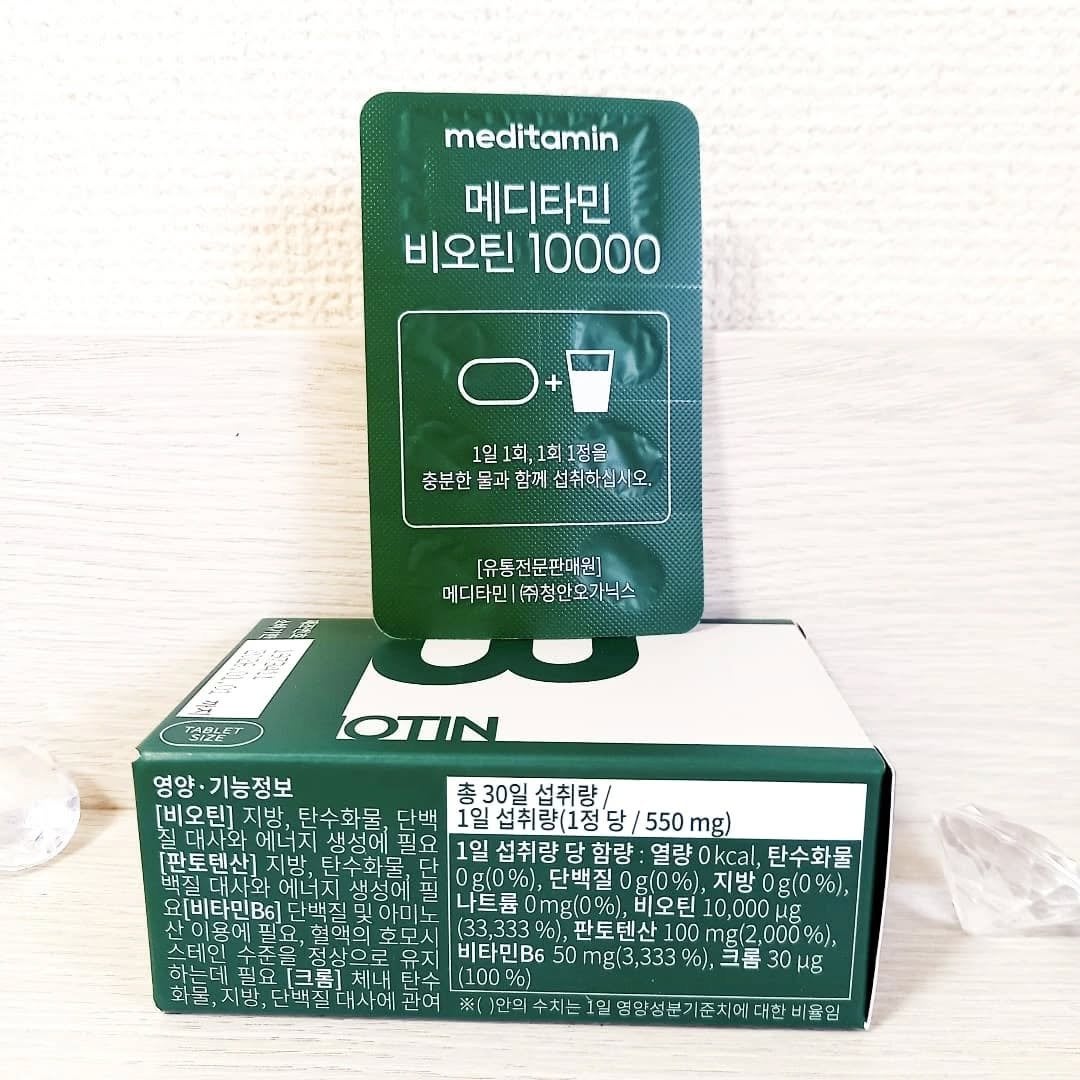 meditamin
메디타민
비오틴 10000
+
1일 1회, 1회 1정을
충분한 물과 함께 섭취하십시오.
[유통전문판매원]
메디타민 | ㈜청안오가닉스
B
IOTIN
TABLET
SIZE
영양·기능정보
[비오틴] 지방, 탄수화물, 단백
질 대사와 에너지 생성에 필요
[판토텐산] 지방, 탄수화물, 단
백질 대사와 에너지 생성에 필
요[비타민B6] 단백질 및 아미노
산 이용에 필요, 혈액의 호모시
스테인 수준을 정상으로 유지
하는데 필요 [크롬] 체내 탄수
화물, 지방, 단백질 대사에 관여
총 30일 섭취량 /
1일 섭취량(1정 당 / 550 mg)
1일 섭취량 당 함량 : 열량 0 kcal, 탄수화물
0 g(0 %), 단백질 0 g(0 %), 지방 0 g(0 %),
나트륨 0 mg(0 %), 비오틴 10,000 μg
(33,333 %), 판토텐산 100 mg(2,000 %),
비타민B6 50 mg(3,333 %), 크롬 30 μg
(100 %)
※( )안의 수치는 1일 영양성분기준치에 대한 비율임